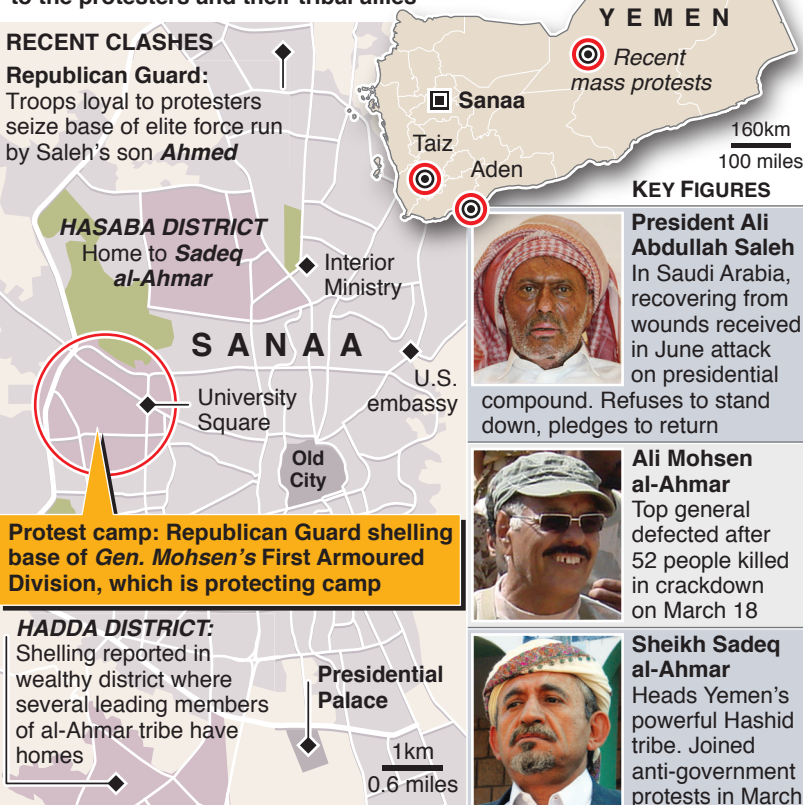 to the protesters and their tribal allies
RECENT CLASHES
Republican Guard:
Troops loyal to protesters
seize base of elite force run
by Saleh's son Ahmed
HASABA DISTRICT
Home to Sadeq
al-Ahmar
Interior
Ministry
SANAA
U.S.
embassy
University
Square
Old
City
Protest camp: Republican Guard shelling
base of Gen. Mohsen's First Armoured
Division, which is protecting camp
HADDA DISTRICT:
Shelling reported in
wealthy district where
several leading members
of al-Ahmar tribe have
homes
Presidential
Palace
1km
0.6 miles
YEMEN
Recent
mass protests
Sanaa
Taiz
Aden
160km
100 miles
KEY FIGURES
President Ali
Abdullah Saleh
In Saudi Arabia,
recovering from
wounds received
in June attack
on presidential
compound. Refuses to stand
down, pledges to return
Ali Mohsen
al-Ahmar
Top general
defected after
52 people killed
in crackdown
on March 18
Sheikh Sadeq
al-Ahmar
Heads Yemen's
powerful Hashid
tribe. Joined
anti-government
protests in March